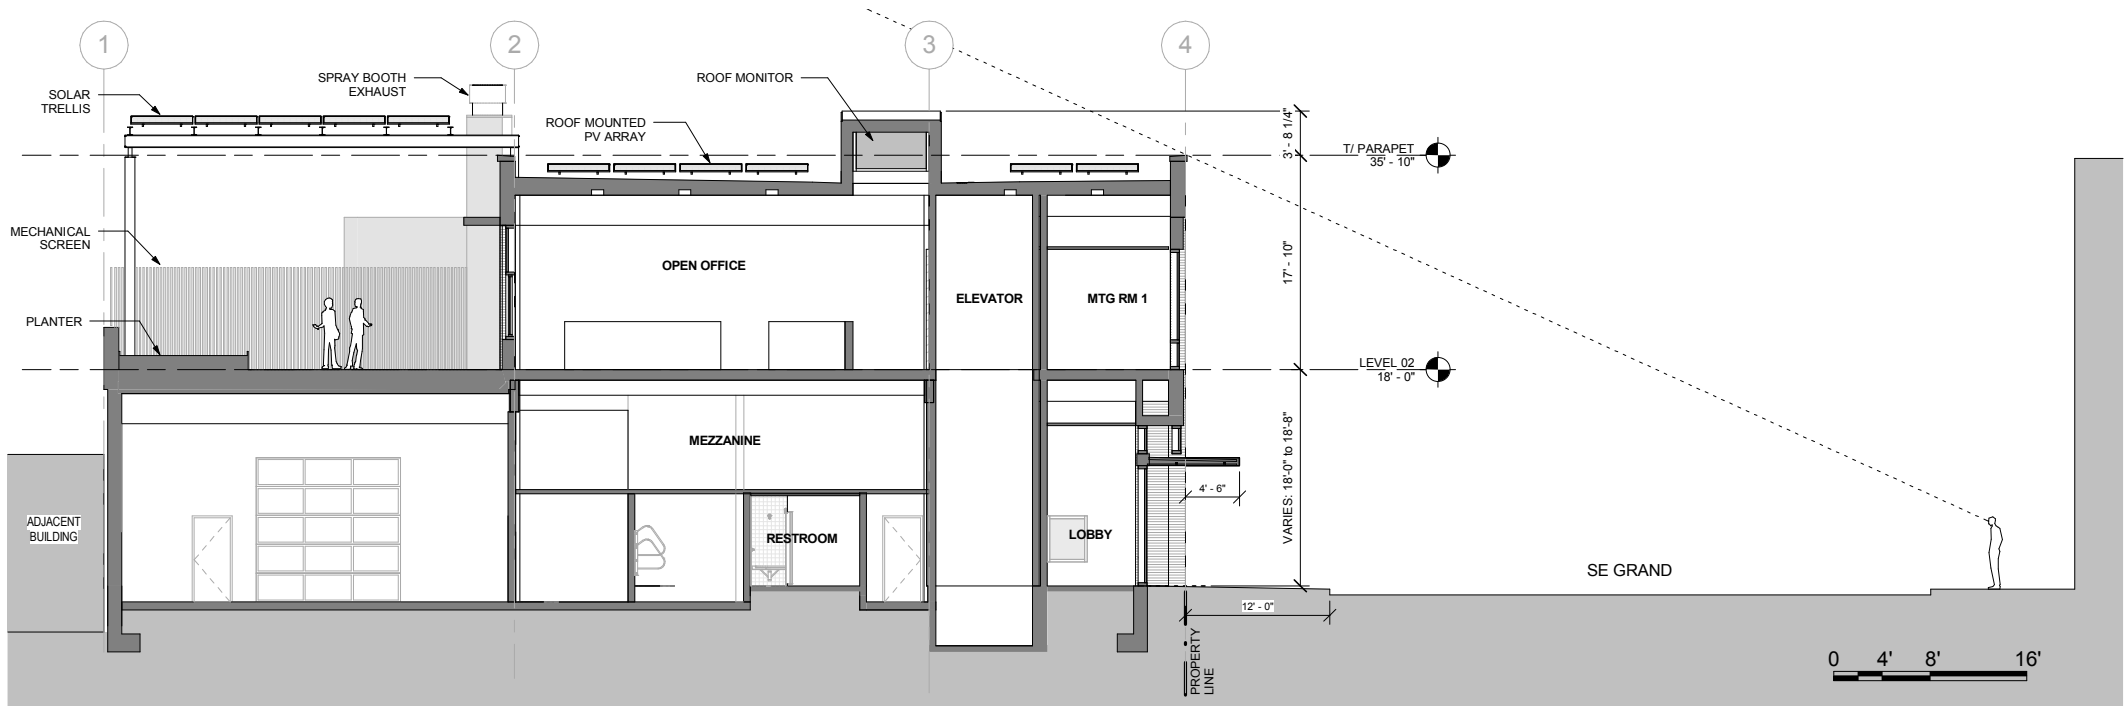 1
2
3
4
SPRAY BOOTH
EXHAUST
ROOF MONITOR
SOLAR
TRELLIS
ROOF MOUNTED
PV ARRAY
3' - 8 1/4"
T/ PARAPET
35' - 10"
MECHANICAL
SCREEN
OPEN OFFICE
ELEVATOR
MTG RM 1
17' - 10"
PLANTER
LEVEL 02
18' - 0"
MEZZANINE
VARIES: 18'-0" to 18'-8"
4' - 6"
ADJACENT
BUILDING
RESTROOM
LOBBY
SE GRAND
12' - 0"
PROPERTY
LINE
0 4' 8' 16'